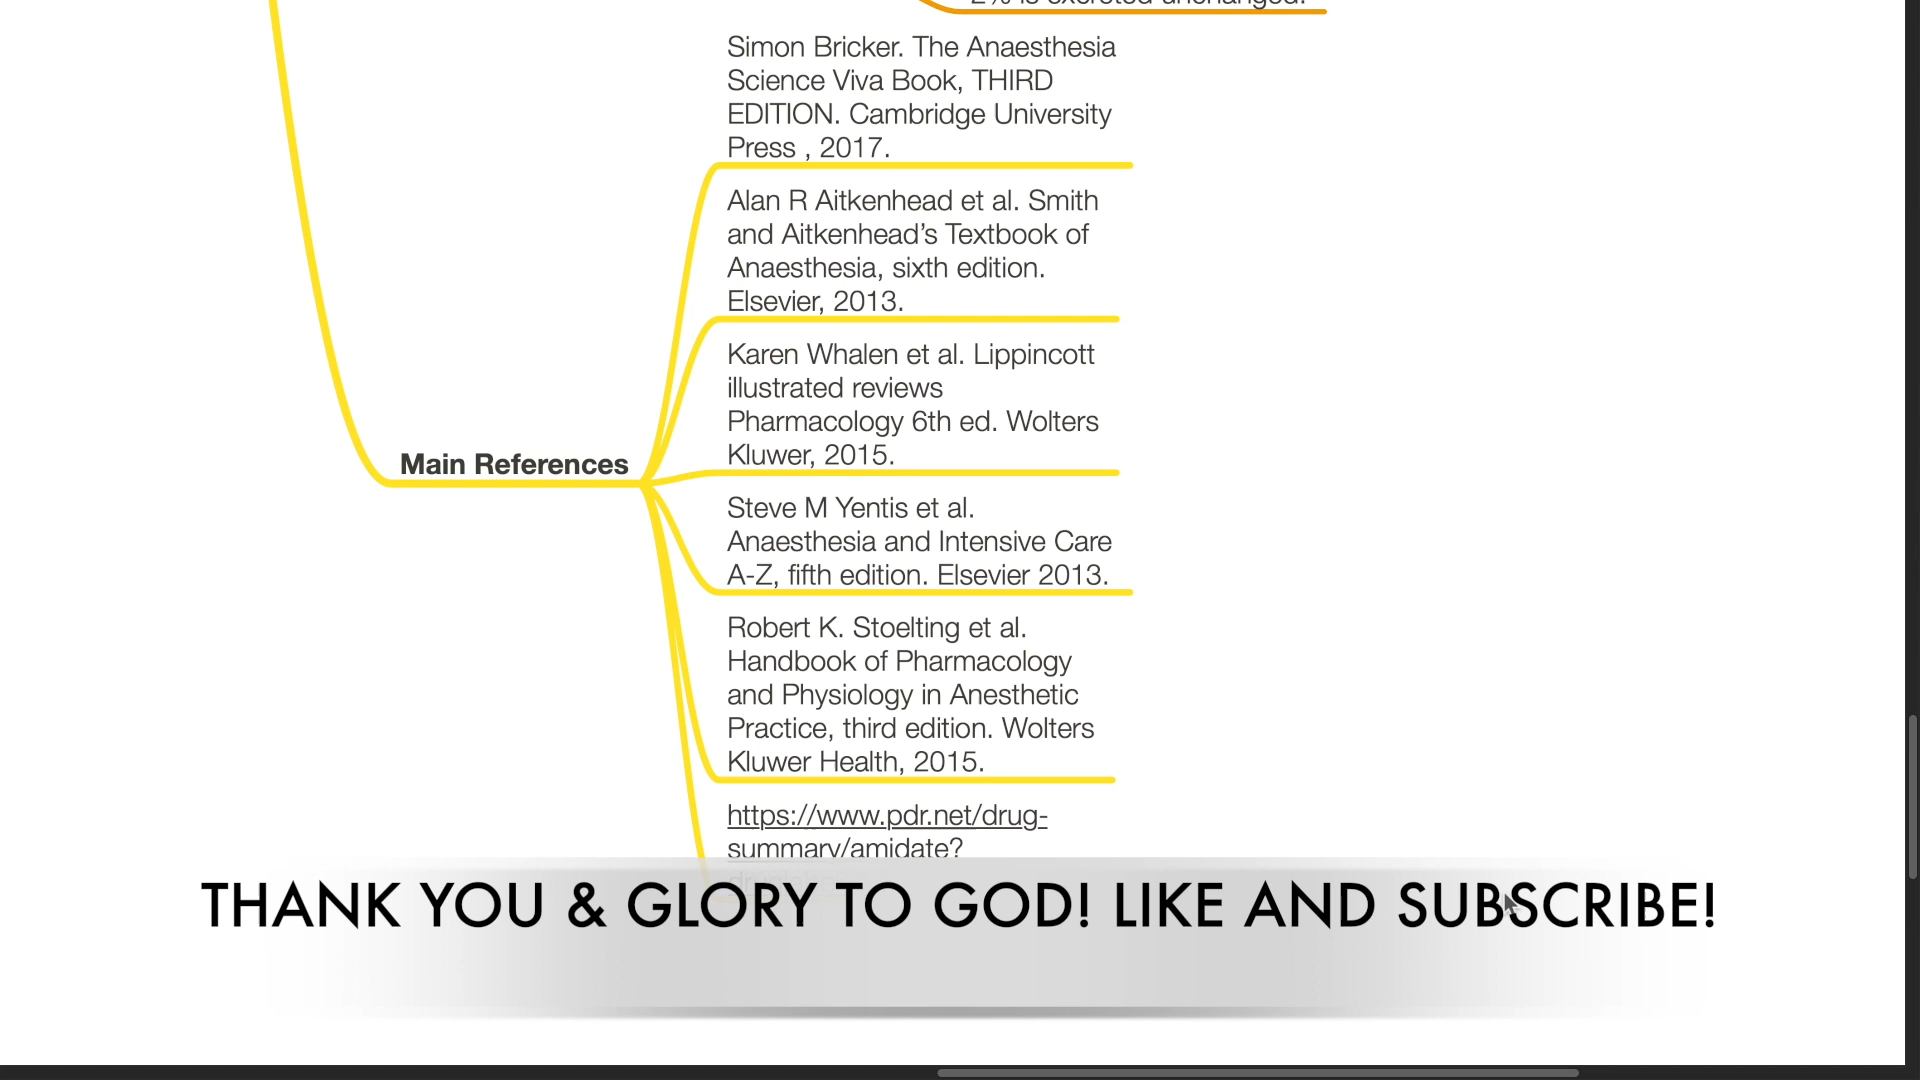 2% is excreted unchanged.
Simon Bricker. The Anaesthesia
Science Viva Book, THIRD
EDITION. Cambridge University
Press , 2017.
Alan R Aitkenhead et al. Smith
and Aitkenhead’s Textbook of
Anaesthesia, sixth edition.
Elsevier, 2013.
Karen Whalen et al. Lippincott
illustrated reviews
Pharmacology 6th ed. Wolters
Kluwer, 2015.
Main References
Steve M Yentis et al.
Anaesthesia and Intensive Care
A-Z, fifth edition. Elsevier 2013.
Robert K. Stoelting et al.
Handbook of Pharmacology
and Physiology in Anesthetic
Practice, third edition. Wolters
Kluwer Health, 2015.
https://www.pdr.net/drug-
summary/amidate?
THANK YOU & GLORY TO GOD! LIKE AND SUBSCRIBE!